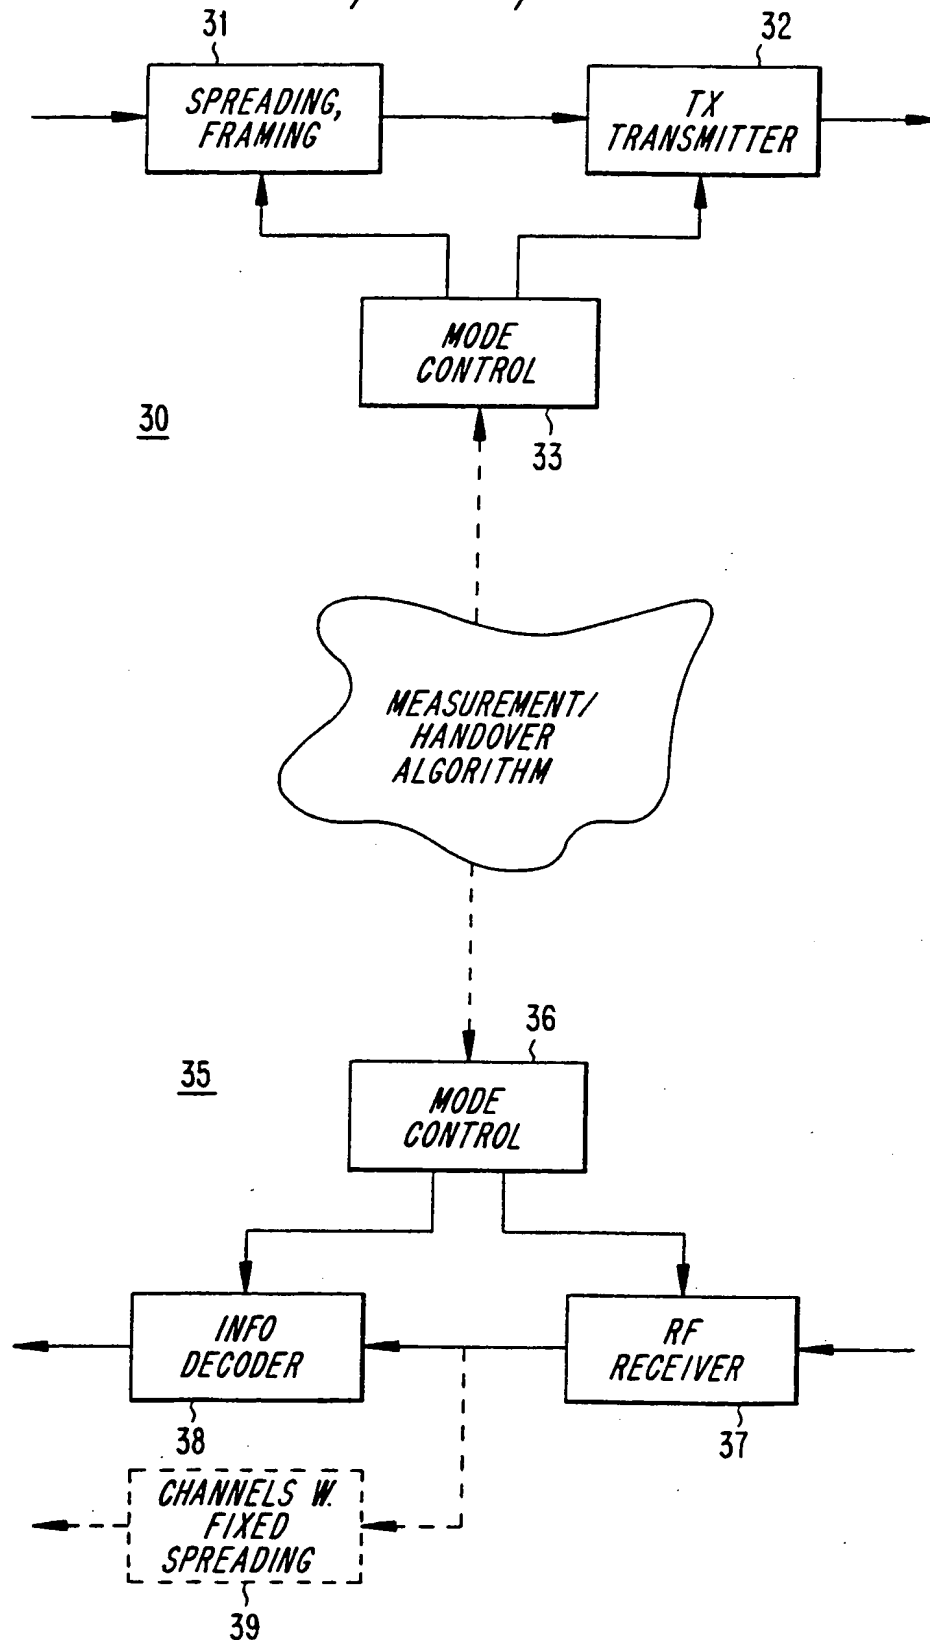 31
32
SPREADING,
FRAMING
TX
TRANSMITTER
MODE
CONTROL
30
33
MEASUREMENT/
HANDOVER
ALGORITHM
36
35
MODE
CONTROL
INFO
DECODER
RF
RECEIVER
38
37
CHANNELS W.
FIXED
SPREADING
39